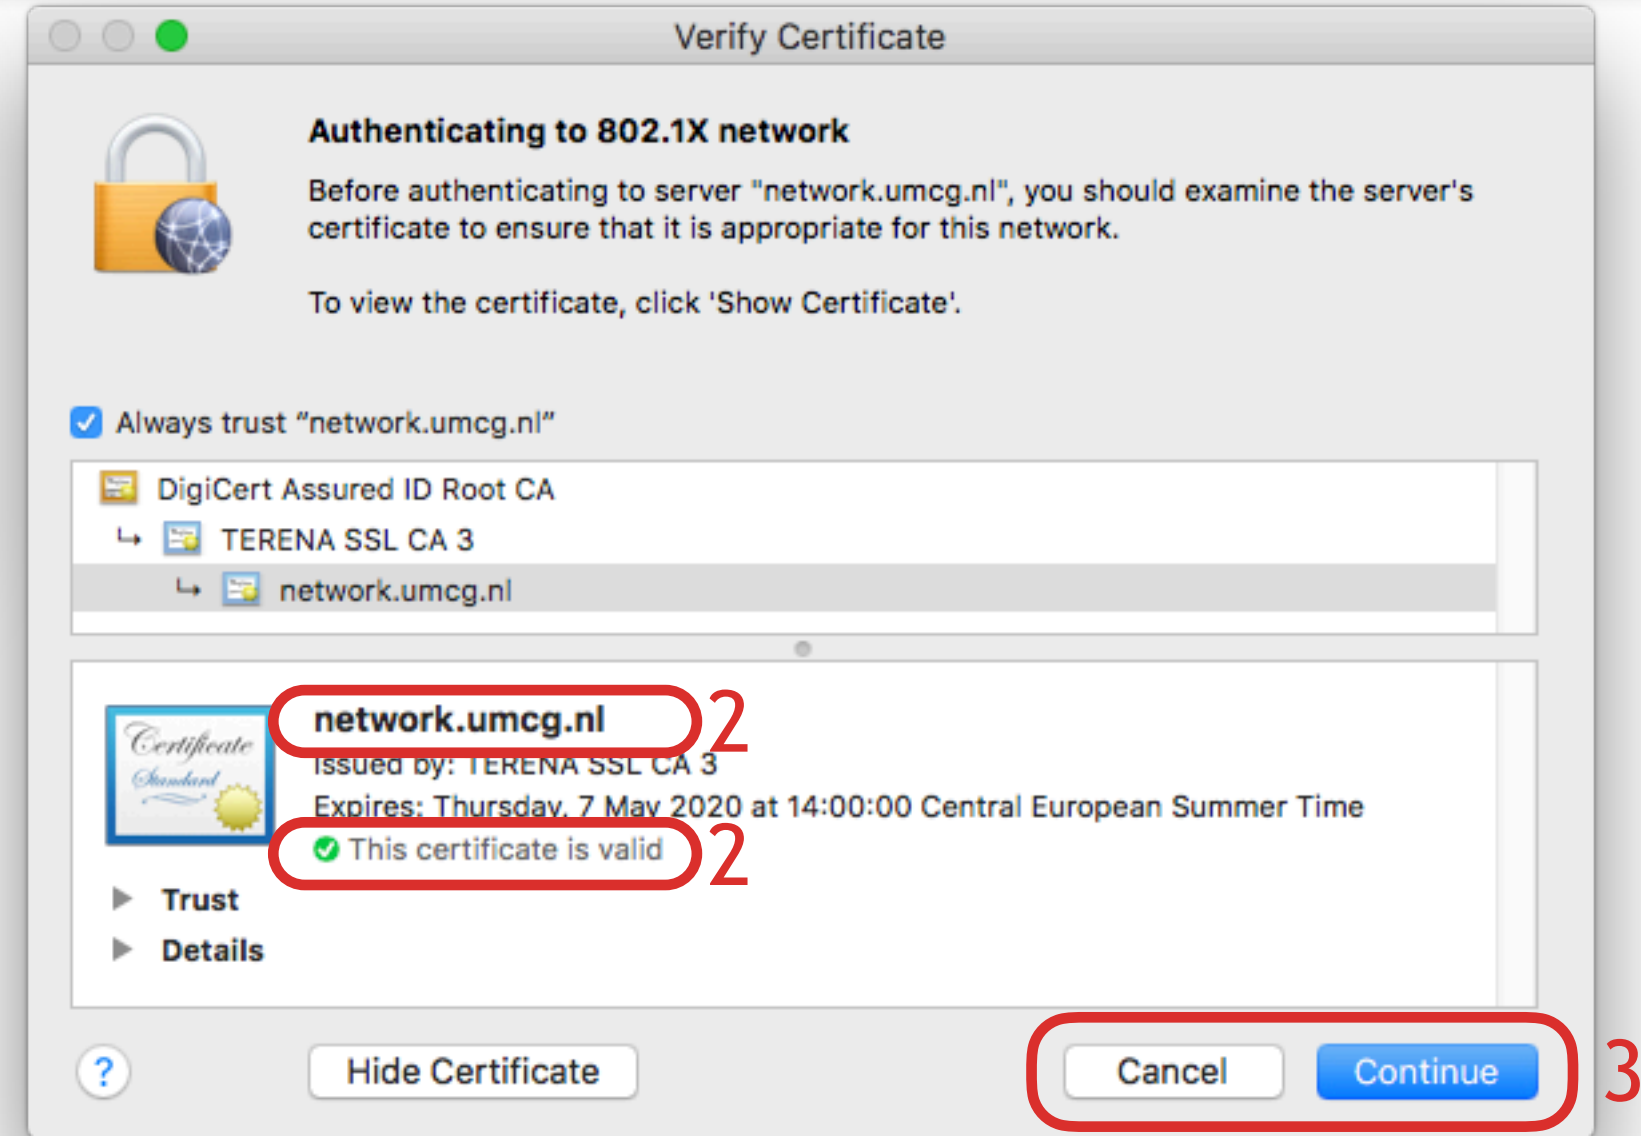 Verify Certificate
Authenticating to 802.1X network
Before authenticating to server "network.umcg.nl", you should examine the server's
certificate to ensure that it is appropriate for this network.
To view the certificate, click 'Show Certificate'.
Always trust “network.umcg.nl”
DigiCert Assured ID Root CA
TERENA SSL CA 3
network.umcg.nl
Certificate
Standard
network.umcg.nl 2
Issued by: TERENA SSL CA 3
Expires: Thursday, 7 May 2020 at 14:00:00 Central European Summer Time
This certificate is valid 2
Trust
Details
? Hide Certificate Cancel Continue 3